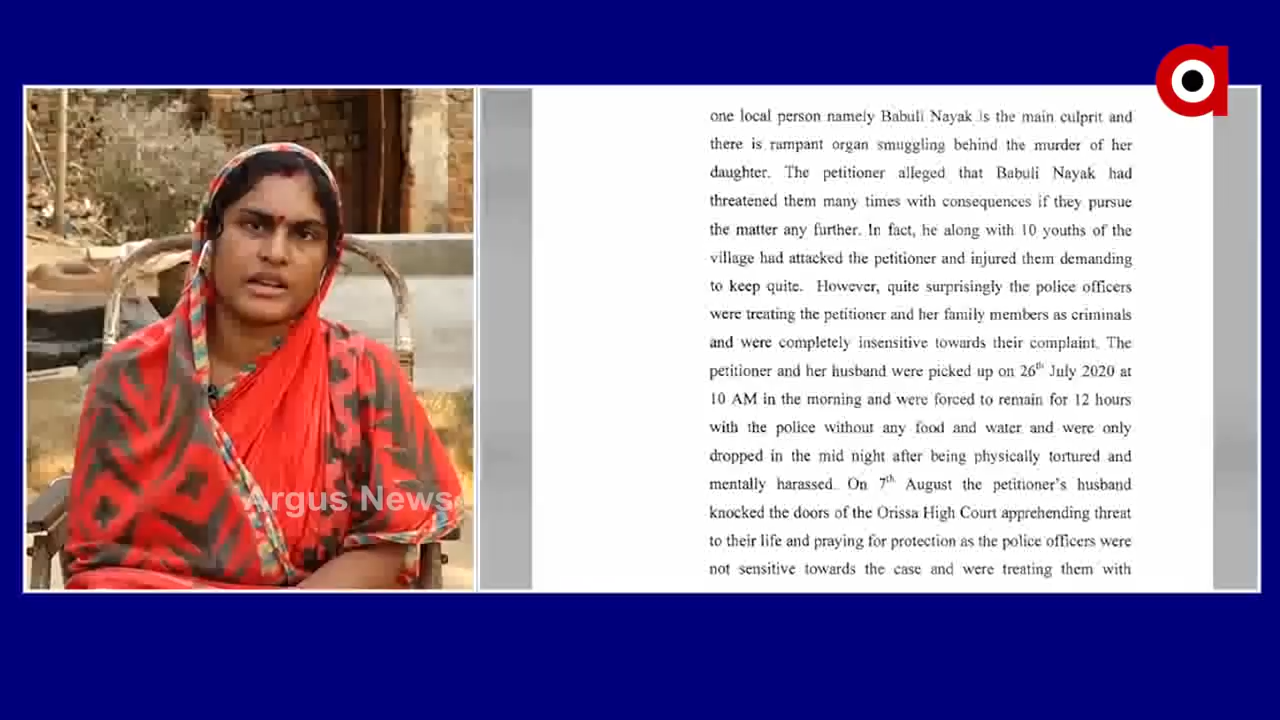 one local person namely Babuli Nayak is the main culprit and
there is rampant organ smuggling behind the murder of her
daughter. The petitioner alleged that Babuli Nayak had
threatened them many times with consequences if they pursue
the matter any further. In fact, he along with 10 youths of the
village had attacked the petitioner and injured them demanding
to keep quite. However, quite surprisingly the police officers
were treating the petitioner and her family members as criminals
and were completely insensitive towards their complaint. The
petitioner and her husband were picked up on 26th July 2020 at
10 AM in the morning and were forced to remain for 12 hours
with the police without any food and water and were only
dropped in the mid night after being physically tortured and
mentally harassed. On 7th August the petitioner's husband
knocked the doors of the Orissa High Court apprehending threat
to their life and praying for protection as the police officers were
not sensitive towards the case and were treating them with
Argus News